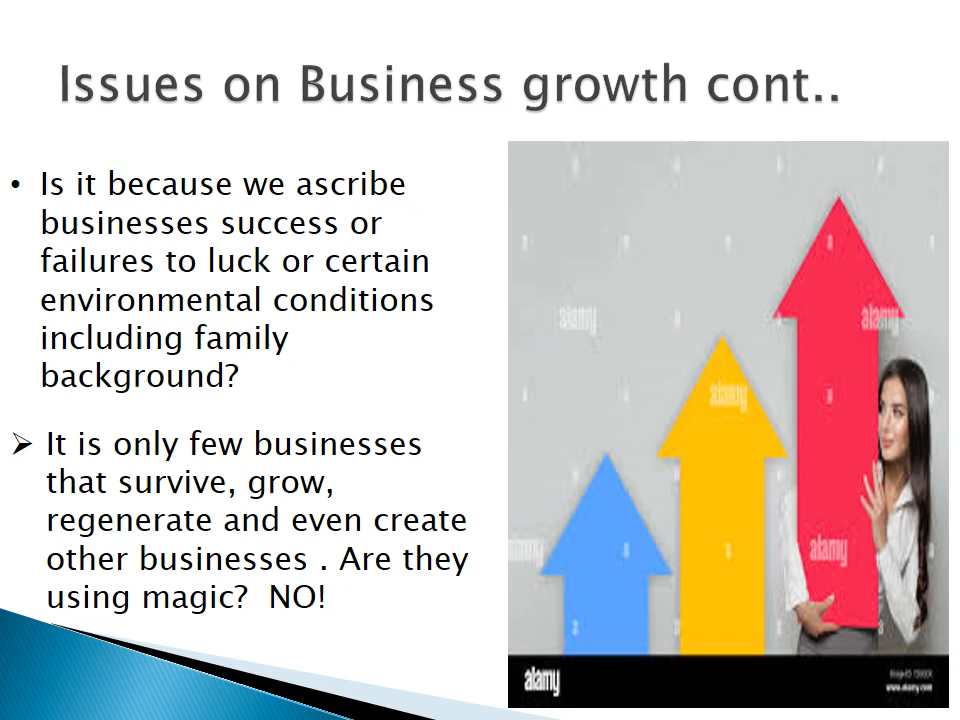 Issues on Business growth cont..
• Is it because we ascribe
businesses success or
failures to luck or certain
environmental conditions
including family
background?
➢ It is only few businesses
that survive, grow,
regenerate and even create
other businesses . Are they
using magic?  NO!
alamy
alamy
alamy
alamy
alamy
alamy
www.alamy.com